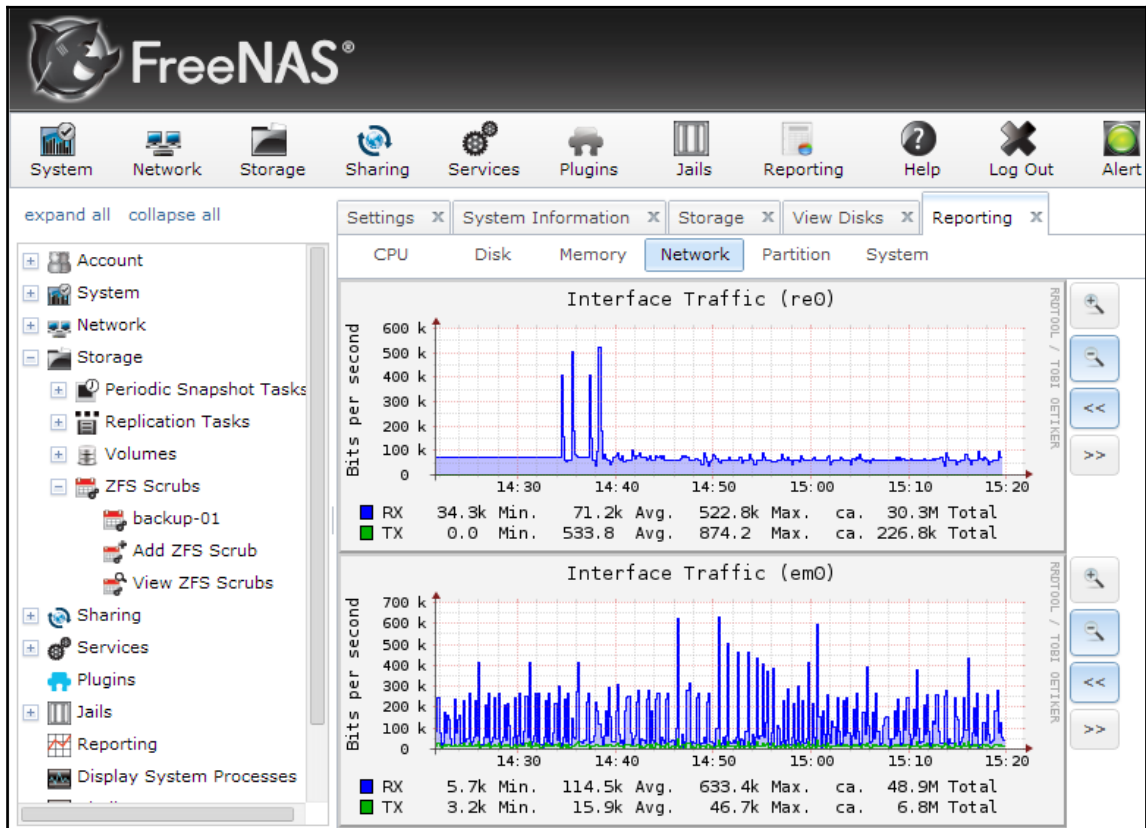 FreeNAS®
System Network Storage Sharing Services Plugins Jails Reporting Help Log Out Alert
expand all collapse all
Settings X System Information X Storage X View Disks X Reporting X
CPU Disk Memory Network Partition System
Account
System
Network
Storage
Periodic Snapshot Tasks
Replication Tasks
Volumes
ZFS Scrubs
backup-01
Add ZFS Scrub
View ZFS Scrubs
Sharing
Services
Plugins
Jails
Reporting
Display System Processes
Interface Traffic (re0)
RRDTOOL / TOBI OETIKER
Bits per second
600 k
500 k
400 k
300 k
200 k
100 k
0
14:30 14:40 14:50 15:00 15:10 15:20
RX 34.3k Min. 71.2k Avg. 522.8k Max. ca. 30.3M Total
TX 0.0 Min. 533.8 Avg. 874.2 Max. ca. 226.8k Total
<<
>>
Interface Traffic (em0)
RRDTOOL / TOBI OETIKER
Bits per second
700 k
600 k
500 k
400 k
300 k
200 k
100 k
0
14:30 14:40 14:50 15:00 15:10 15:20
RX 5.7k Min. 114.5k Avg. 633.4k Max. ca. 48.9M Total
TX 3.2k Min. 15.9k Avg. 46.7k Max. ca. 6.8M Total
<<
>>